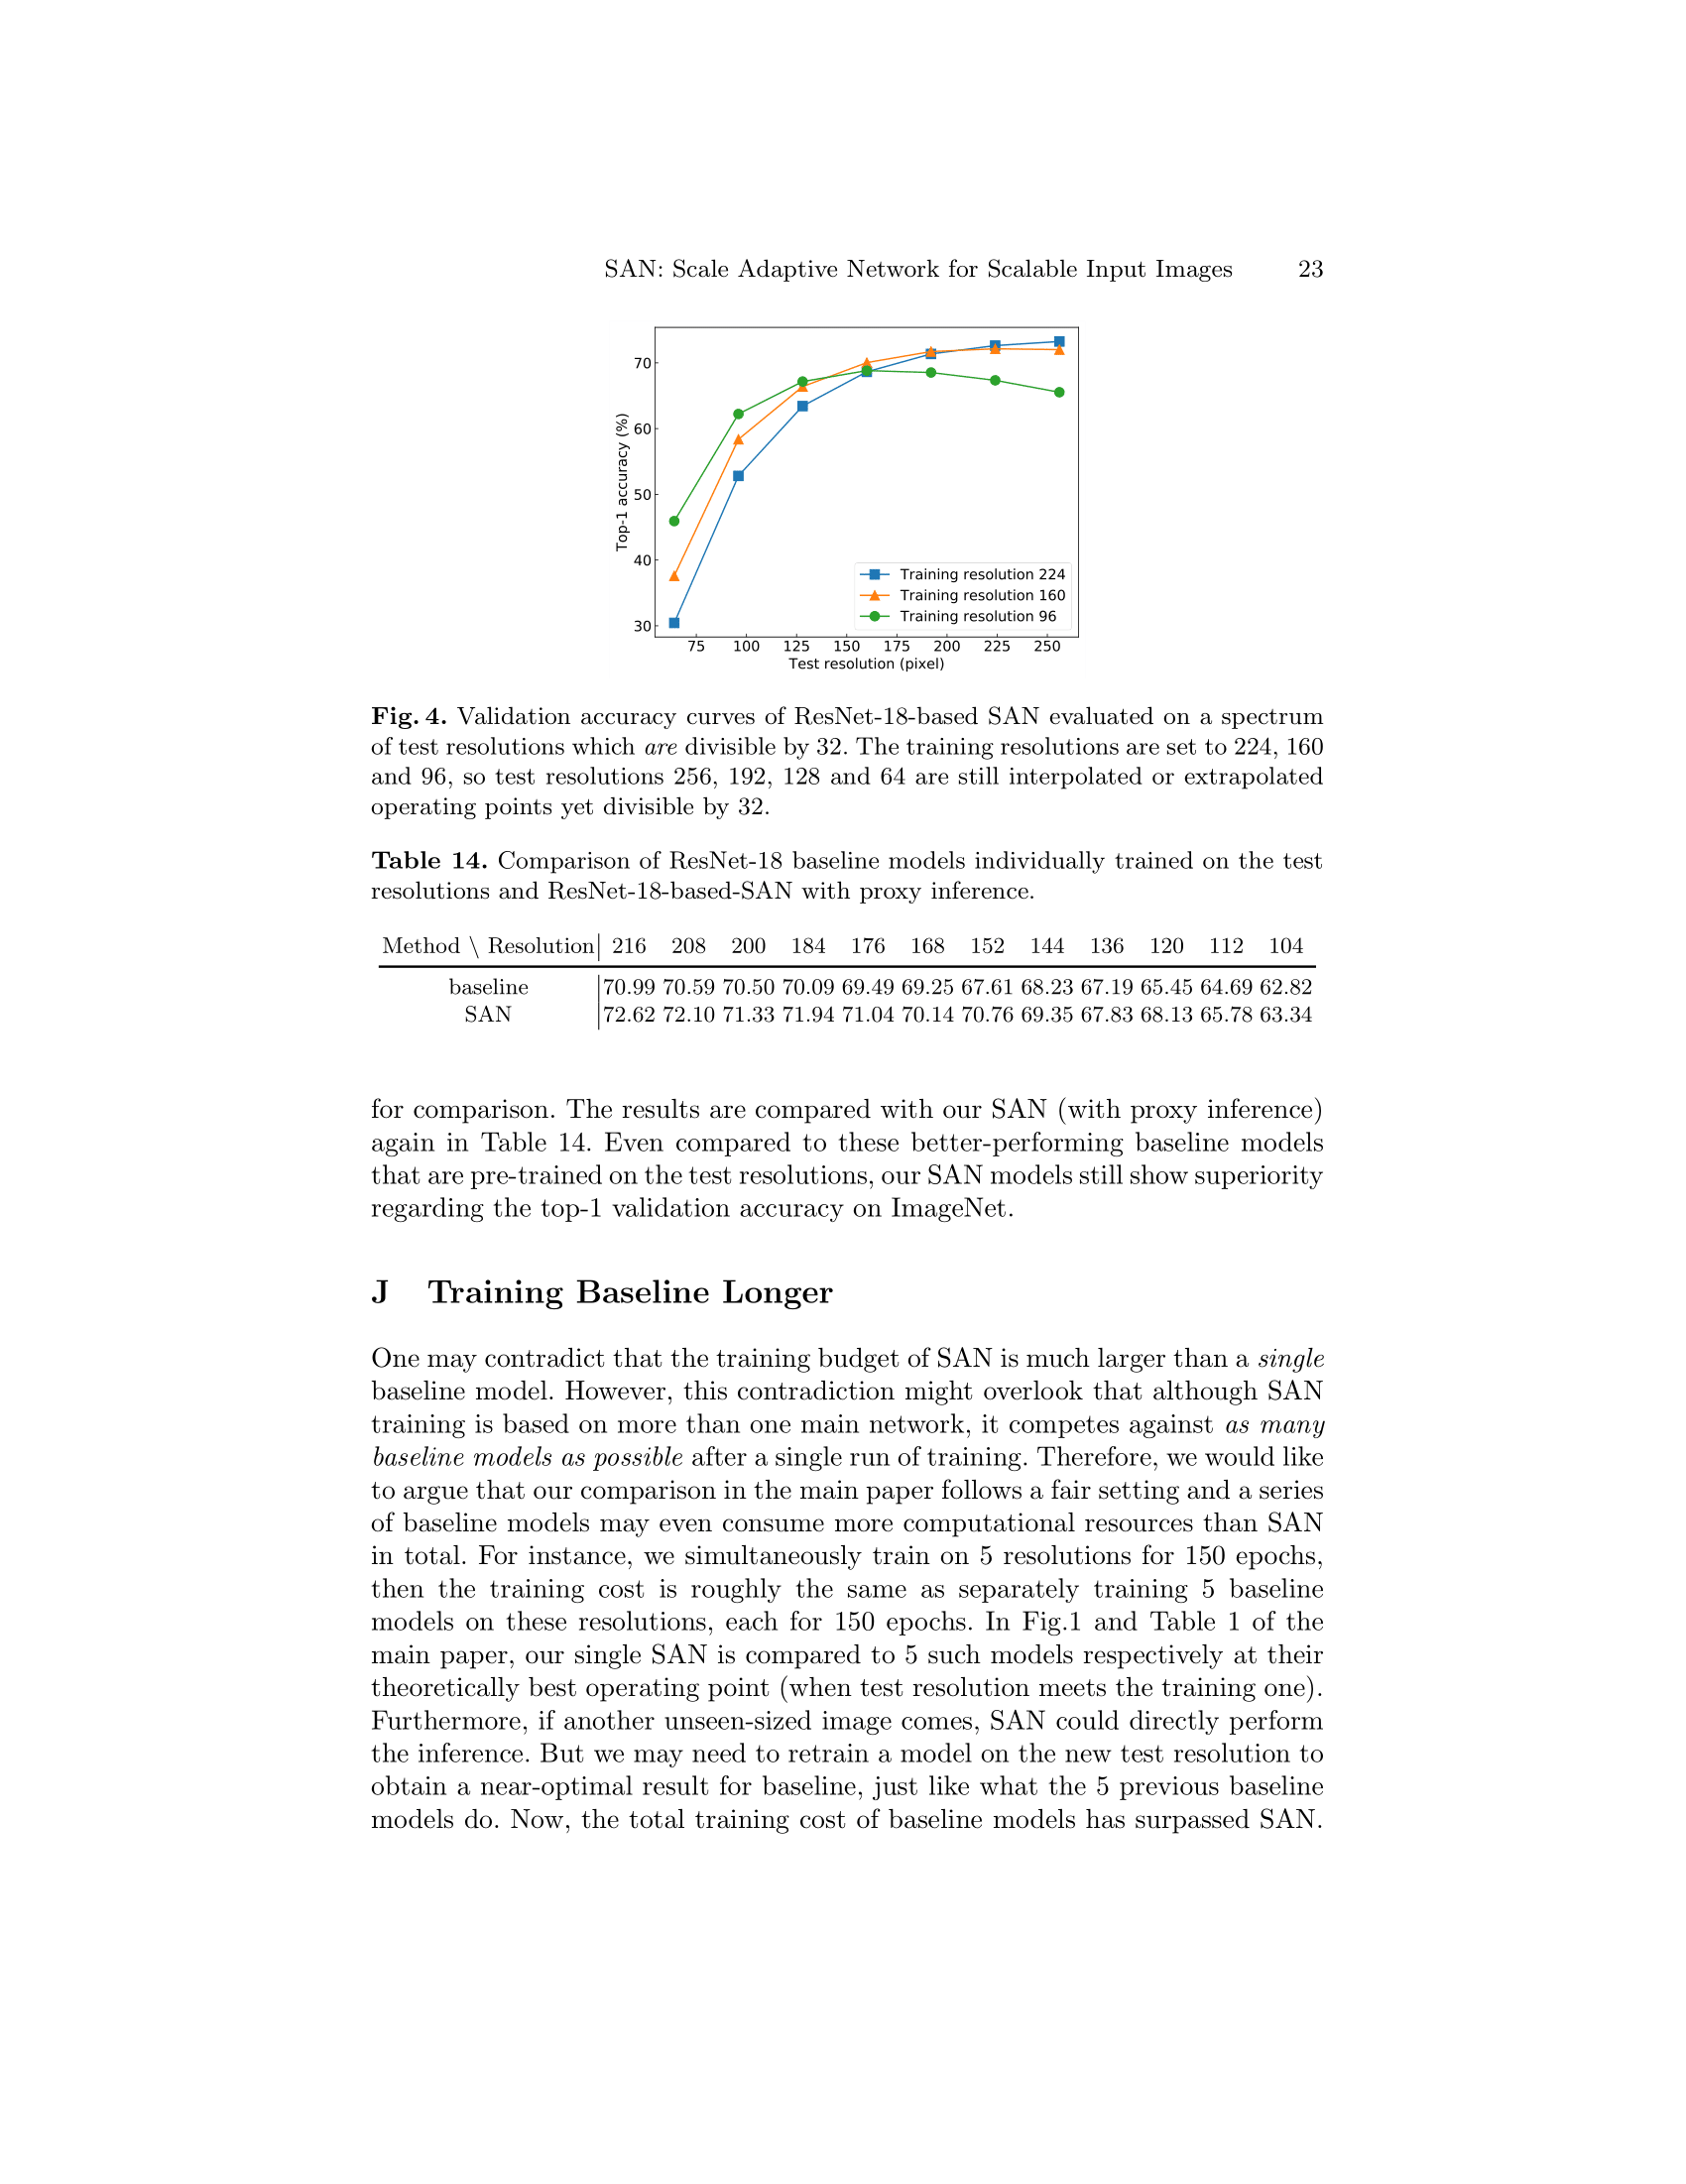 SAN: Scale Adaptive Network for Scalable Input Images 23
70
60
50
40
30
Top-1 accuracy (%)
Training resolution 224
Training resolution 160
Training resolution 96
75 100 125 150 175 200 225 250
Test resolution (pixel)
Fig. 4. Validation accuracy curves of ResNet-18-based SAN evaluated on a spectrum
of test resolutions which are divisible by 32. The training resolutions are set to 224, 160
and 96, so test resolutions 256, 192, 128 and 64 are still interpolated or extrapolated
operating points yet divisible by 32.
Table 14. Comparison of ResNet-18 baseline models individually trained on the test
resolutions and ResNet-18-based-SAN with proxy inference.
Method \ Resolution 216 208 200 184 176 168 152 144 136 120 112 104
baseline 70.99 70.59 70.50 70.09 69.49 69.25 67.61 68.23 67.19 65.45 64.69 62.82
SAN 72.62 72.10 71.33 71.94 71.04 70.14 70.76 69.35 67.83 68.13 65.78 63.34
for comparison. The results are compared with our SAN (with proxy inference)
again in Table 14. Even compared to these better-performing baseline models
that are pre-trained on the test resolutions, our SAN models still show superiority
regarding the top-1 validation accuracy on ImageNet.
J Training Baseline Longer
One may contradict that the training budget of SAN is much larger than a single
baseline model. However, this contradiction might overlook that although SAN
training is based on more than one main network, it competes against as many
baseline models as possible after a single run of training. Therefore, we would like
to argue that our comparison in the main paper follows a fair setting and a series
of baseline models may even consume more computational resources than SAN
in total. For instance, we simultaneously train on 5 resolutions for 150 epochs,
then the training cost is roughly the same as separately training 5 baseline
models on these resolutions, each for 150 epochs. In Fig.1 and Table 1 of the
main paper, our single SAN is compared to 5 such models respectively at their
theoretically best operating point (when test resolution meets the training one).
Furthermore, if another unseen-sized image comes, SAN could directly perform
the inference. But we may need to retrain a model on the new test resolution to
obtain a near-optimal result for baseline, just like what the 5 previous baseline
models do. Now, the total training cost of baseline models has surpassed SAN.